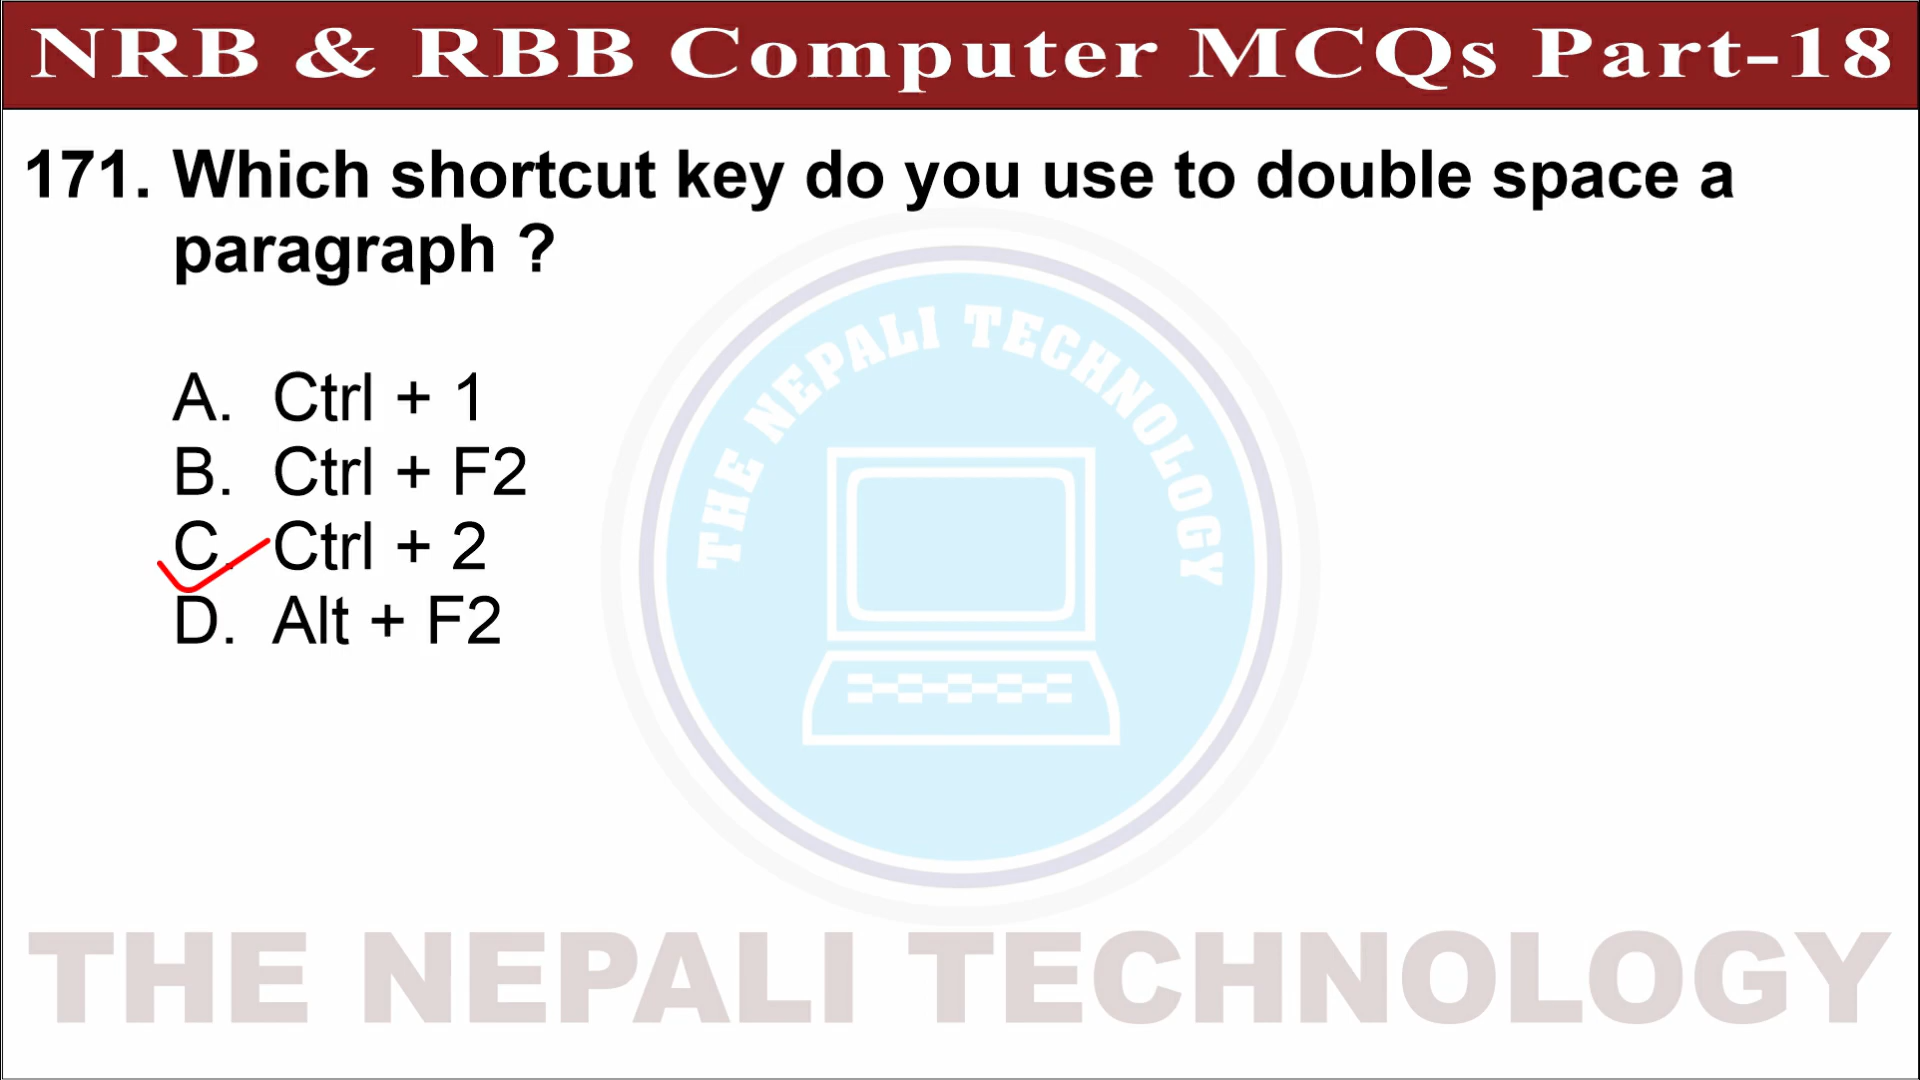 NRB & RBB Computer MCQs Part-18
171. Which shortcut key do you use to double space a
paragraph ?
A. Ctrl + 1
B. Ctrl + F2
C. Ctrl + 2
D. Alt + F2
THE NEPALI TECHNOLOGY
THE NEPALI TECHNOLOGY